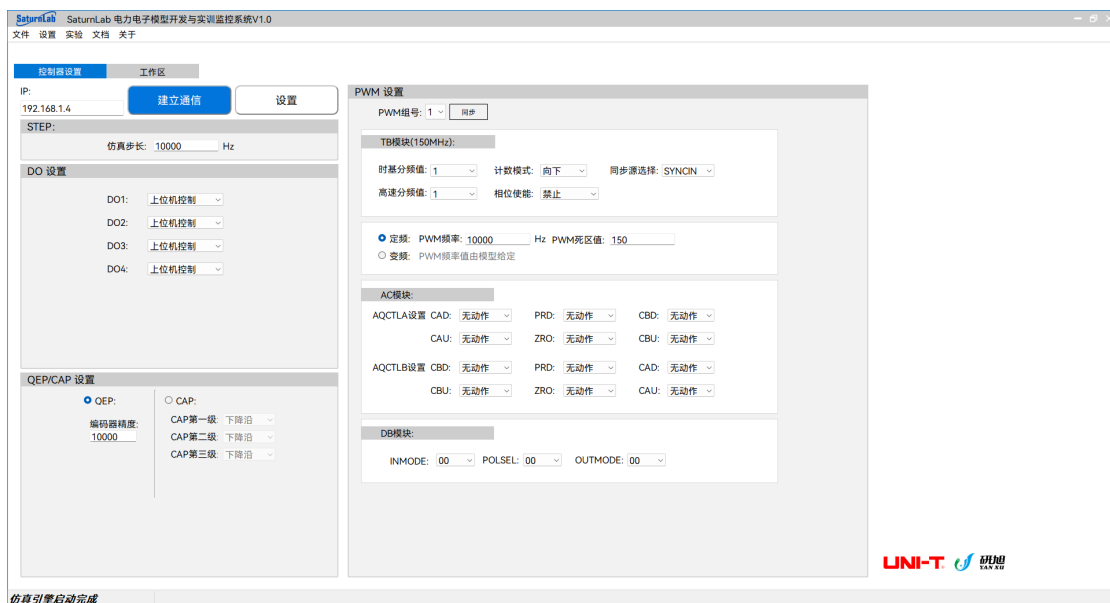 SaturnLab SaturnLab 电力电子模型开发与实训监控系统V1.0
文件 设置 实验 文档 关于
控制器设置 工作区
IP:
192.168.1.4
建立通信 设置
STEP:
仿真步长: 10000 Hz
DO 设置
DO1: 上位机控制
DO2: 上位机控制
DO3: 上位机控制
DO4: 上位机控制
QEP/CAP 设置
QEP: CAP:
编码器精度:
10000
CAP第一级: 下降沿
CAP第二级: 下降沿
CAP第三级: 下降沿
PWM 设置
PWM组号: 1 同步
TB模块(150MHz):
时基分频值: 1 计数模式: 向下 同步源选择: SYNCIN
高速分频值: 1 相位使能: 禁止
定频: PWM频率: 10000 Hz PWM死区值: 150
变频: PWM频率值由模型给定
AC模块:
AQCTLA设置 CAD: 无动作 PRD: 无动作 CBD: 无动作
CAU: 无动作 ZRO: 无动作 CBU: 无动作
AQCTLB设置 CBD: 无动作 PRD: 无动作 CAD: 无动作
CBU: 无动作 ZRO: 无动作 CAU: 无动作
DB模块:
INMODE: 00 POLSEL: 00 OUTMODE: 00
UNI-T 研旭
YAN XU
仿真引擎启动完成